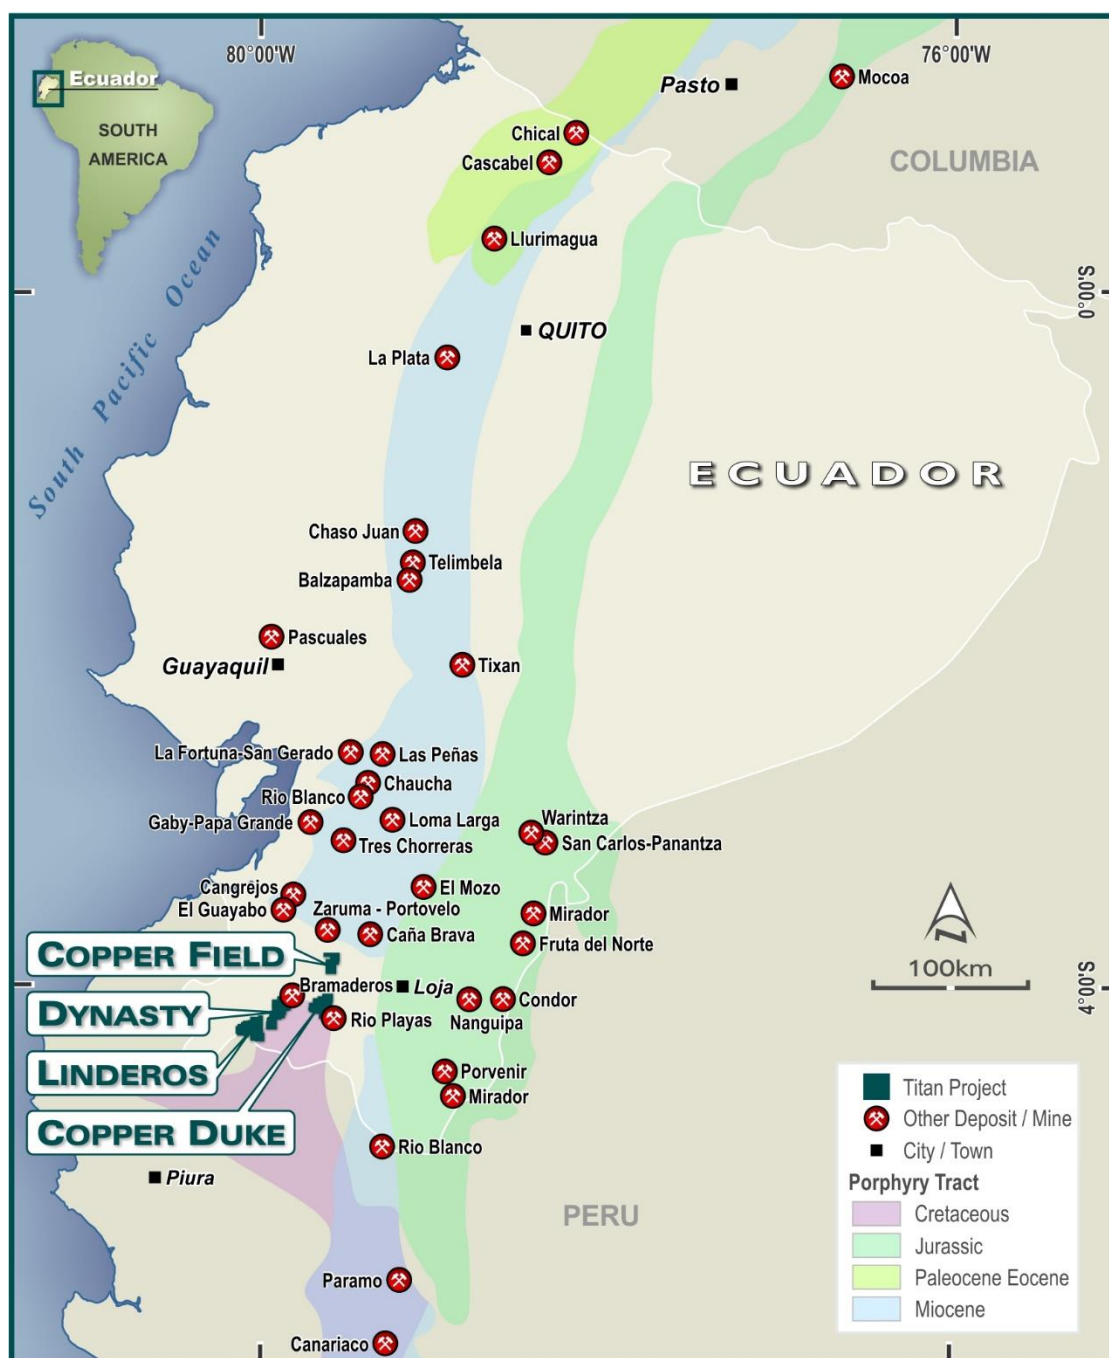 80°00'W
76°00'W
Ecuador
SOUTH
AMERICA
Pasto
Mocoa
Chical
Cascabel
COLUMBIA
Llurimagua
South Pacific Ocean
0°00'S
QUITO
La Plata
ECUADOR
Chaso Juan
Telimbela
Balzapamba
Pascuales
Guayaquil
Tixan
La Fortuna-San Gerado
Las Peñas
Chaucha
Rio Blanco
Gaby-Papa Grande
Loma Larga
Tres Chorreras
Warintza
San Carlos-Panantza
Cangrejos
El Guayabo
El Mozo
Zaruma - Portovelo
Caña Brava
Mirador
Fruta del Norte
N
100km
COPPER FIELD
Bramaderos
Loja
4°00'S
DYNASTY
Rio Playas
Nanguipa
Condor
LINDEROS
Porvenir
Mirador
COPPER DUKE
Rio Blanco
Piura
PERU
Paramo
Canariaco
Titan Project
Other Deposit / Mine
City / Town
Porphyry Tract
Cretaceous
Jurassic
Paleocene Eocene
Miocene